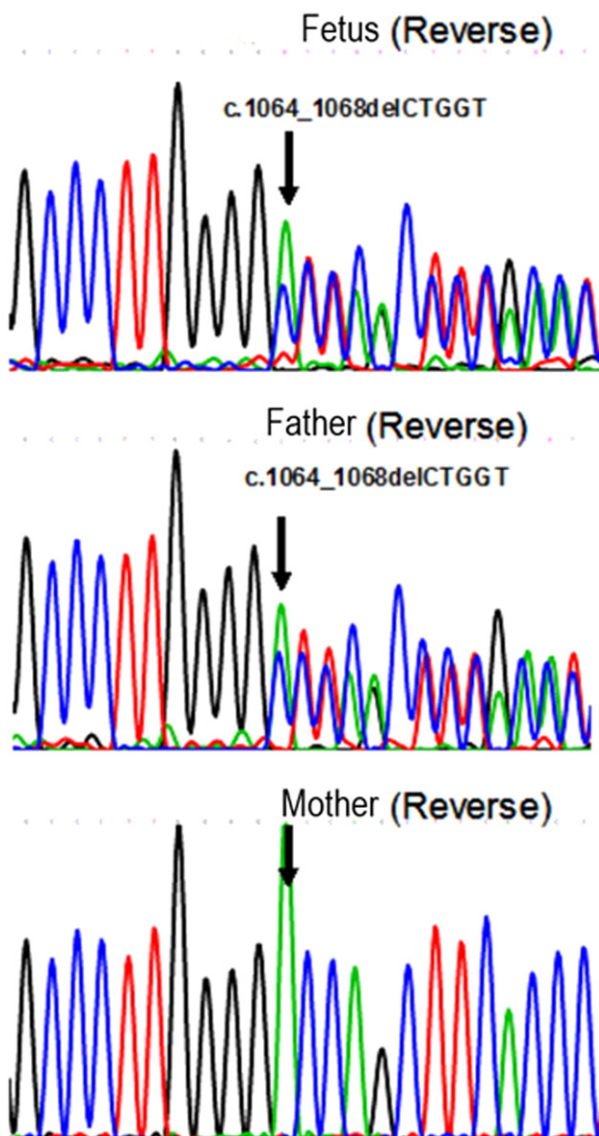 Fetus (Reverse)
c.1064_1068delCTGGT
Father (Reverse)
c.1064_1068delCTGGT
Mother (Reverse)